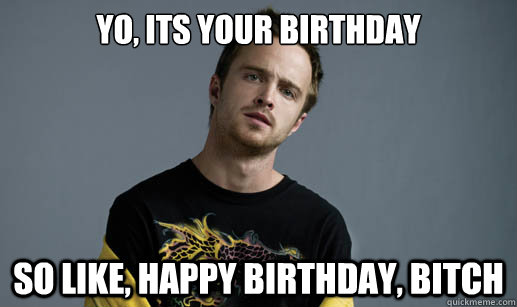 YO, ITS YOUR BIRTHDAY
SO LIKE, HAPPY BIRTHDAY, BITCH
quickmeme.com